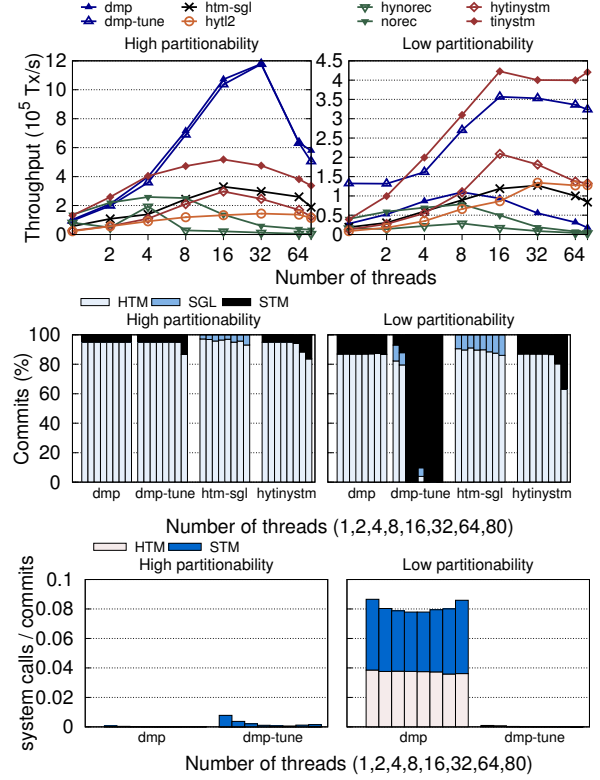 dmp
dmp-tune
htm-sgl
hytl2
hynorec
norec
hytinystm
tinystm
High partitionability
Low partitionability
Throughput (10^5 Tx/s)
12
10
8
6
4
2
0
4.5
4
3.5
3
2.5
2
1.5
1
0.5
0
2 4 8 16 32 64
2 4 8 16 32 64
Number of threads
HTM SGL STM
High partitionability
Low partitionability
Commits (%)
100
80
60
40
20
0
dmp dmp-tune htm-sgl hytinystm
dmp dmp-tune htm-sgl hytinystm
Number of threads (1,2,4,8,16,32,64,80)
HTM STM
High partitionability
Low partitionability
system calls / commits
0.1
0.08
0.06
0.04
0.02
0
dmp dmp-tune
dmp dmp-tune
Number of threads (1,2,4,8,16,32,64,80)